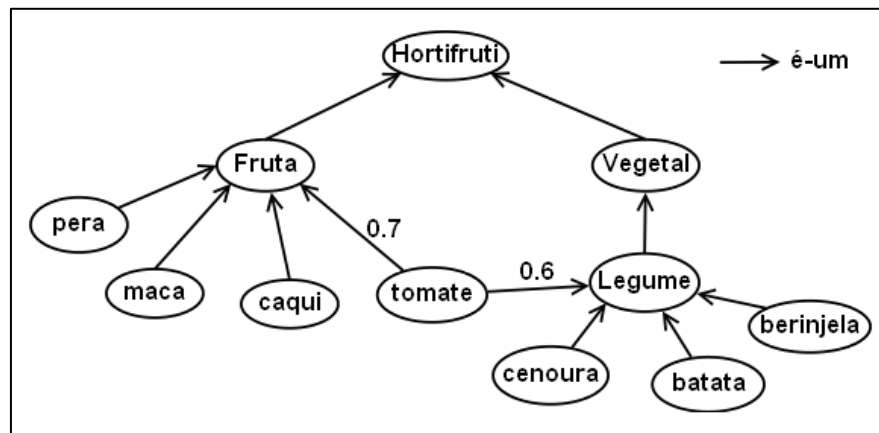 Hortifruti
é-um
Fruta
Vegetal
pera
0.7
0.6
maca
caqui
tomate
Legume
berinjela
cenoura
batata